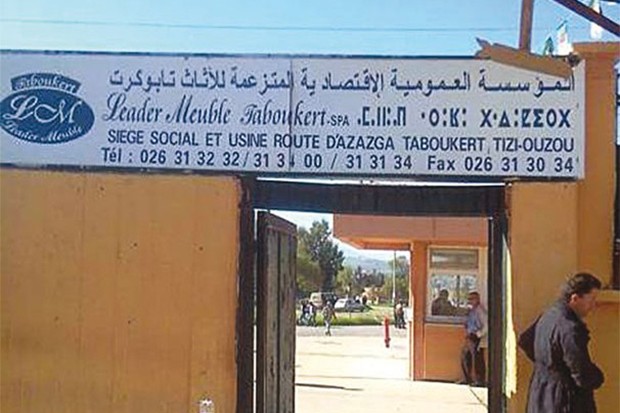 المؤسسة العمومية الإقتصادية المتزعمة للأثاث تابوكرت
Taboukert
LM
Leader Meuble
Leader Meuble Taboukert-SPA
SIEGE SOCIAL ET USINE ROUTE D'AZAZGA TABOUKERT, TIZI-OUZOU
Tél : 026 31 32 32 / 31 3 00 / 31 31 34 Fax 026 31 30 34